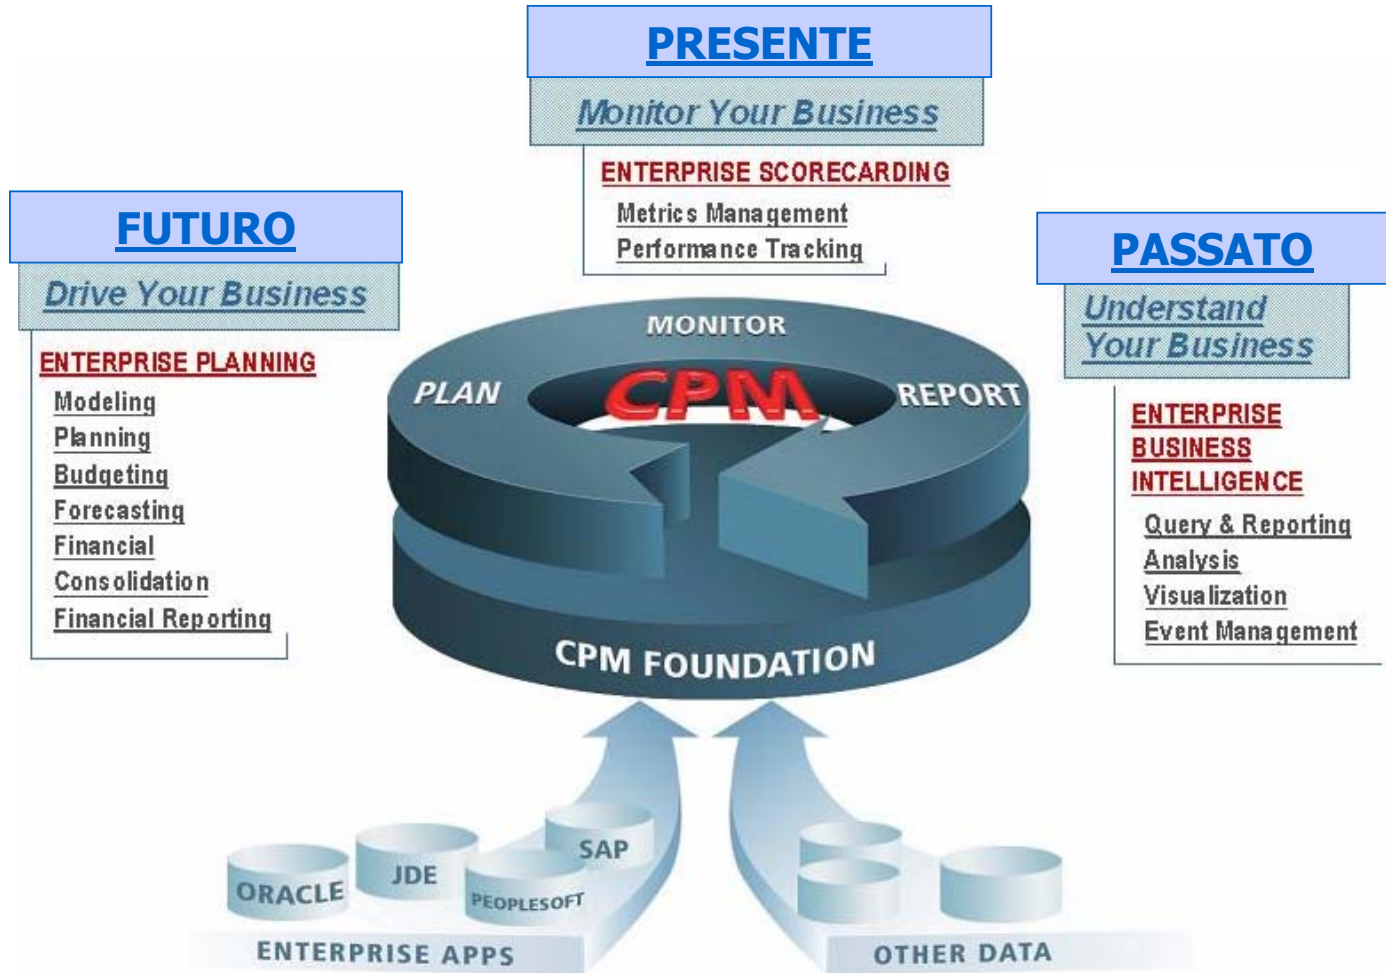 PRESENTE
Monitor Your Business
ENTERPRISE SCORECARDING
Metrics Management
Performance Tracking
FUTURO
Drive Your Business
ENTERPRISE PLANNING
Modeling
Planning
Budgeting
Forecasting
Financial
Consolidation
Financial Reporting
PASSATO
Understand
Your Business
ENTERPRISE
BUSINESS
INTELLIGENCE
Query & Reporting
Analysis
Visualization
Event Management
MONITOR
PLAN
CPM
REPORT
CPM FOUNDATION
SAP
JDE
ORACLE
PEOPLESOFT
ENTERPRISE APPS
OTHER DATA